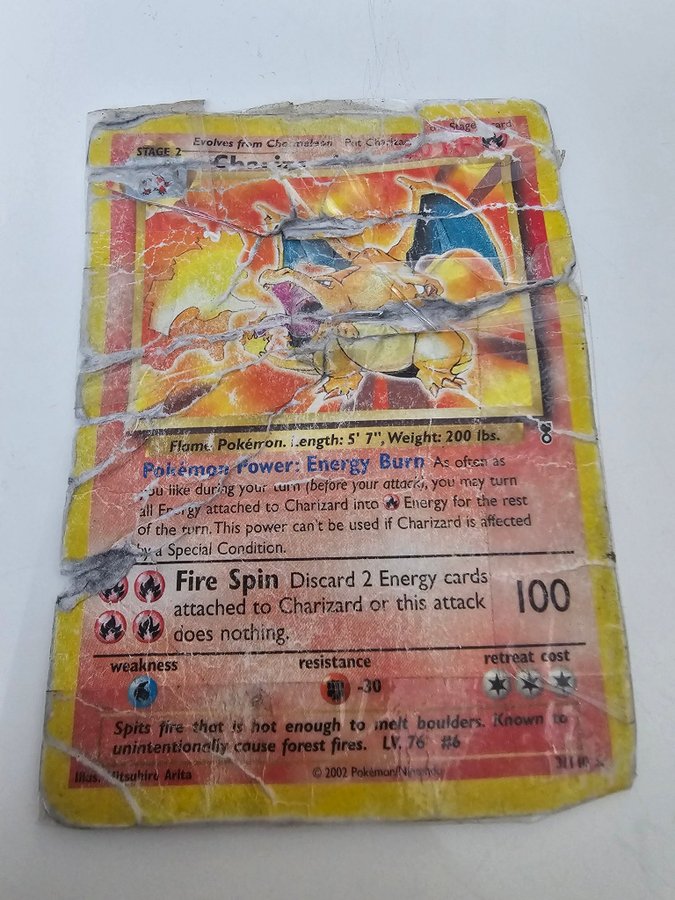 Evolves from Charmeleon Put Chariza
Stage card
STAGE 2
Chariza
Flame Pokémon. Length: 5' 7", Weight: 200 lbs.
Pokémon Power: Energy Burn As often as
you like during your turn (before your attack), you may turn
all Energy attached to Charizard into Energy for the rest
of the turn. This power can't be used if Charizard is affected
by a Special Condition.
Fire Spin Discard 2 Energy cards
attached to Charizard or this attack
does nothing.
100
weakness
resistance
retreat cost
-30
Spits fire that is hot enough to melt boulders. Known to
unintentionally cause forest fires. LV. 76 #6
Illus. Mitsuhiro Arita
© 2002 Pokémon/Nintendo